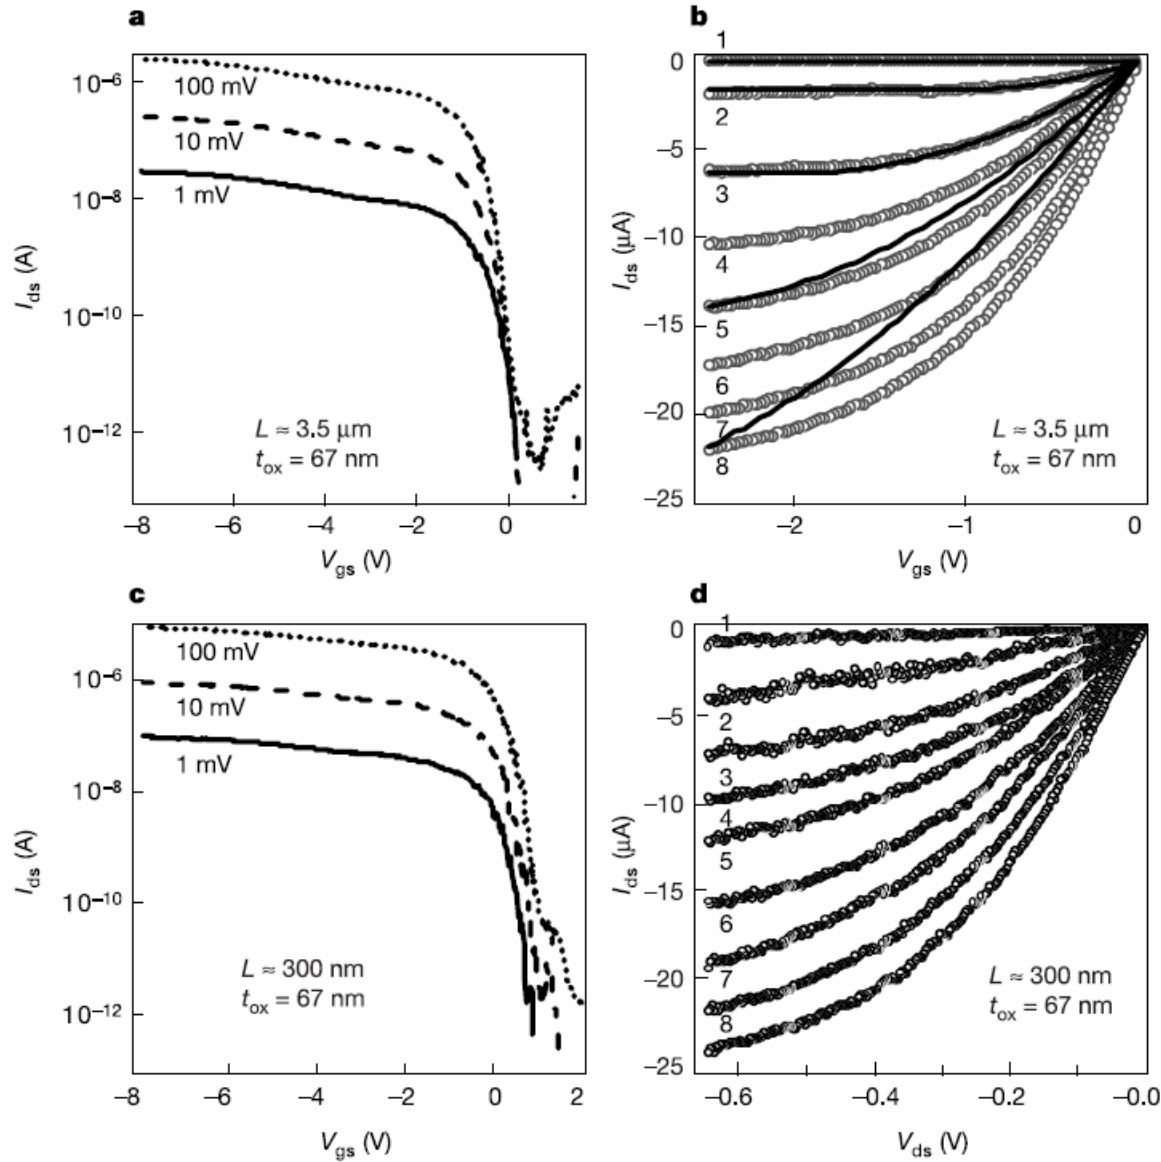 a
10⁻⁶
10⁻⁸
10⁻¹⁰
10⁻¹²
I_ds (A)
100 mV
10 mV
1 mV
L ≈ 3.5 μm
t_ox = 67 nm
–8
–6
–4
–2
0
V_gs (V)
b
1
2
3
4
5
6
7
8
0
–5
–10
–15
–20
–25
I_ds (μA)
L ≈ 3.5 μm
t_ox = 67 nm
–2
–1
0
V_gs (V)
c
10⁻⁶
10⁻⁸
10⁻¹⁰
10⁻¹²
I_ds (A)
100 mV
10 mV
1 mV
L ≈ 300 nm
t_ox = 67 nm
–8
–6
–4
–2
0
2
V_gs (V)
d
1
2
3
4
5
6
7
8
0
–5
–10
–15
–20
–25
I_ds (μA)
L ≈ 300 nm
t_ox = 67 nm
–0.6
–0.4
–0.2
–0.0
V_ds (V)